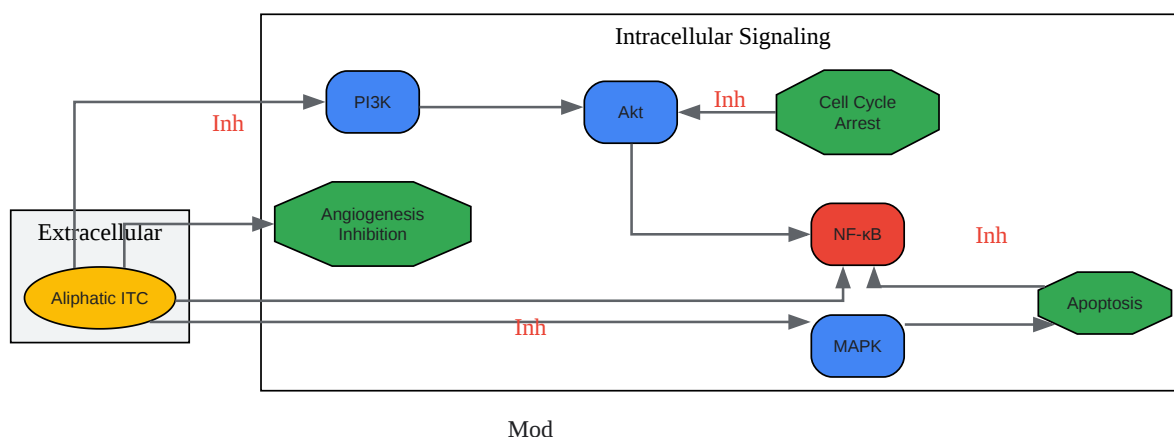 Intracellular Signaling
PI3K
Inh
Akt
Inh
Cell Cycle
Arrest
Extracellular
Angiogenesis
Inhibition
NF-κB
Inh
Aliphatic ITC
Inh
MAPK
Apoptosis
Mod